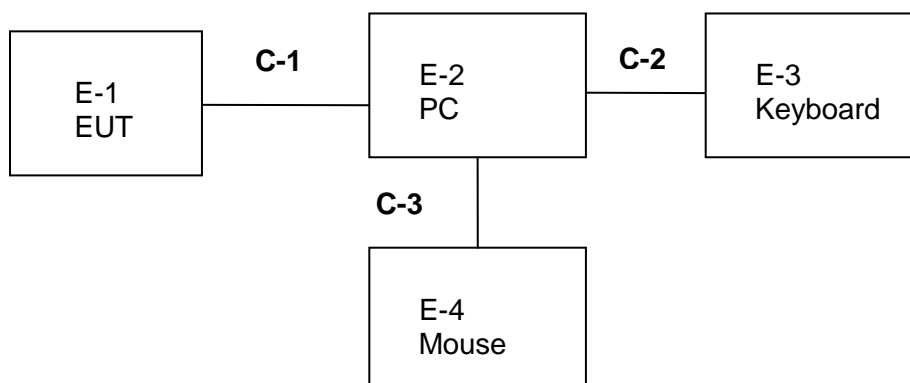 E-1
EUT
C-1
E-2
PC
C-2
E-3
Keyboard
C-3
E-4
Mouse